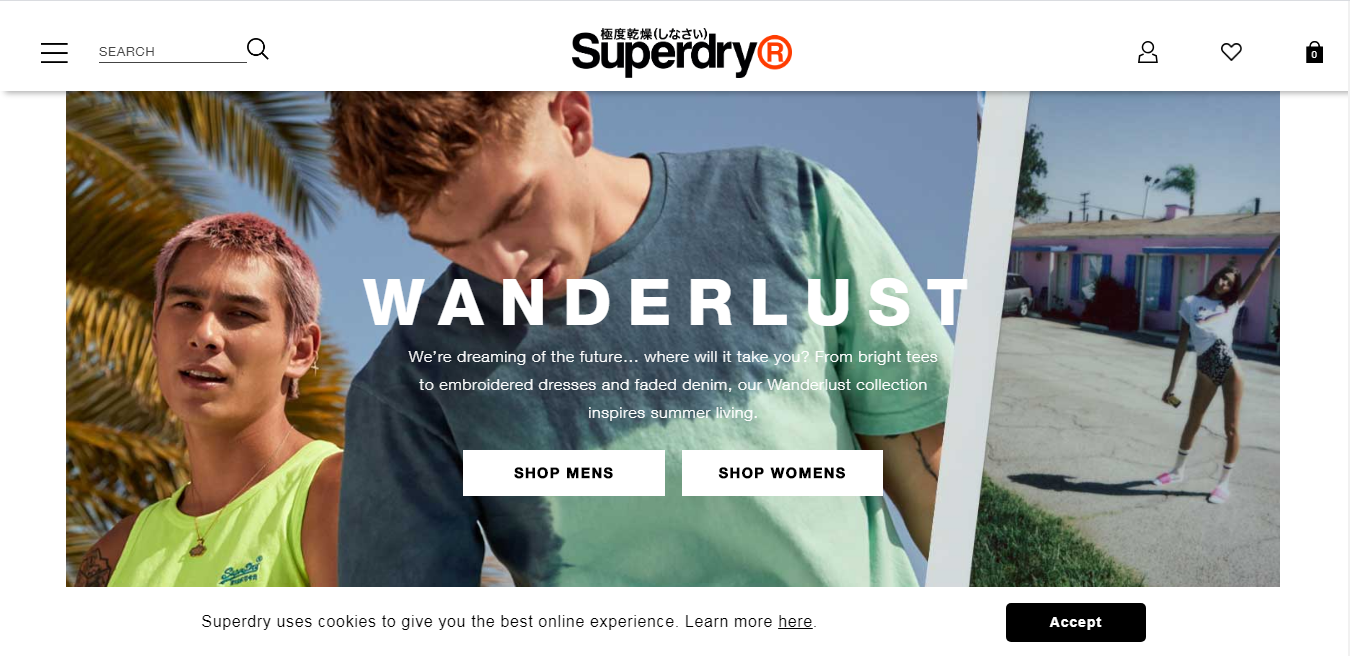 SEARCH
極度乾燥(しなさい)
Superdry®
0
WANDERLUST
We're dreaming of the future... where will it take you? From bright tees
to embroidered dresses and faded denim, our Wanderlust collection
inspires summer living.
SHOP MENS
SHOP WOMENS
Superdry
Superdry uses cookies to give you the best online experience. Learn more here.
Accept